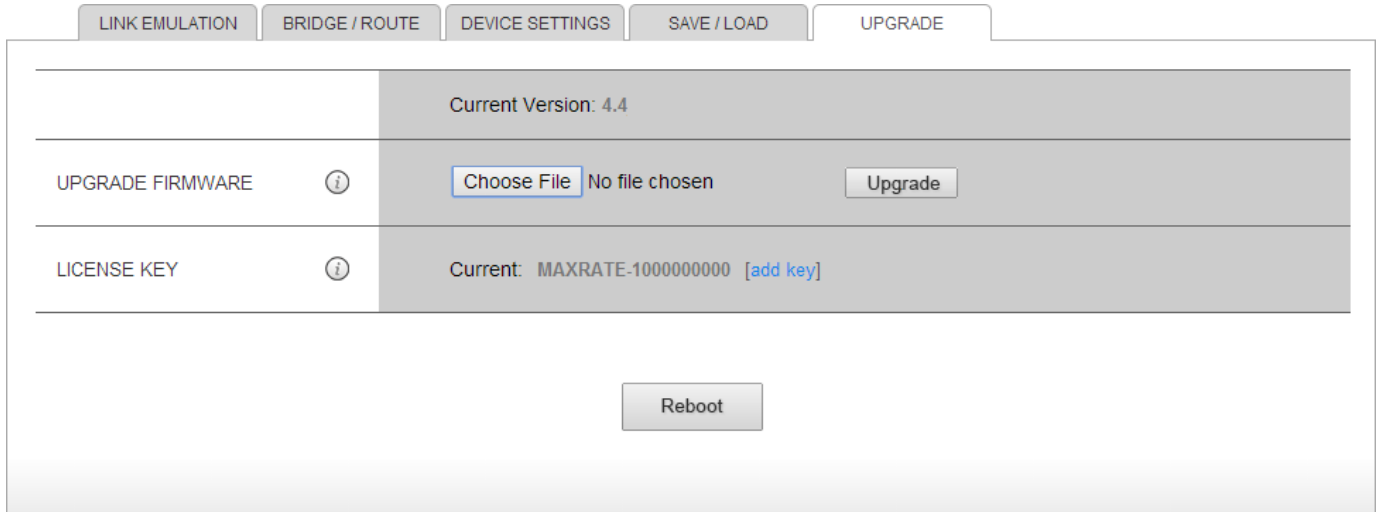 LINK EMULATION BRIDGE / ROUTE DEVICE SETTINGS SAVE / LOAD UPGRADE
Current Version: 4.4
UPGRADE FIRMWARE i Choose File No file chosen Upgrade
LICENSE KEY i Current: MAXRATE-1000000000 [add key]
Reboot